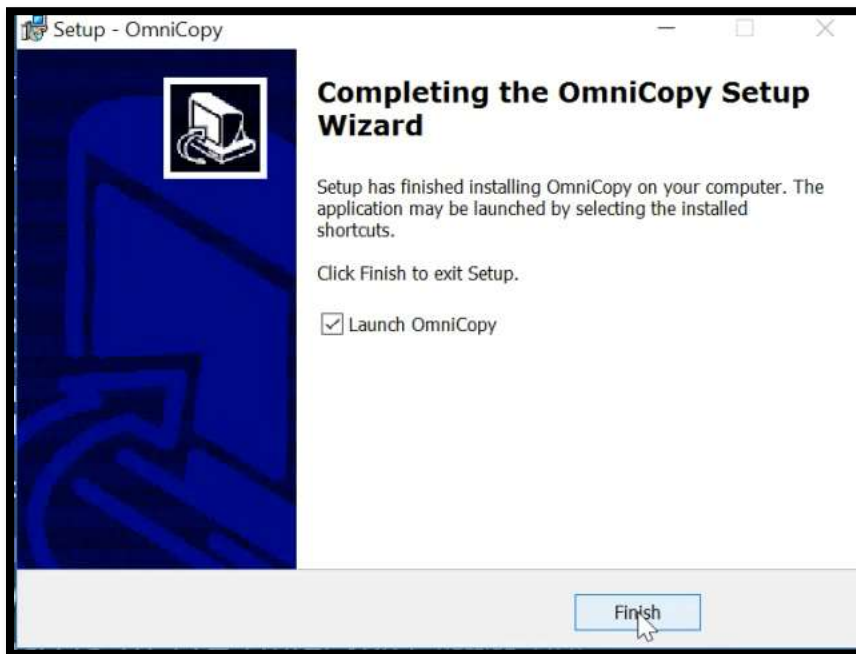 Setup - OmniCopy
Completing the OmniCopy Setup
Wizard
Setup has finished installing OmniCopy on your computer. The
application may be launched by selecting the installed
shortcuts.
Click Finish to exit Setup.
Launch OmniCopy
Finish